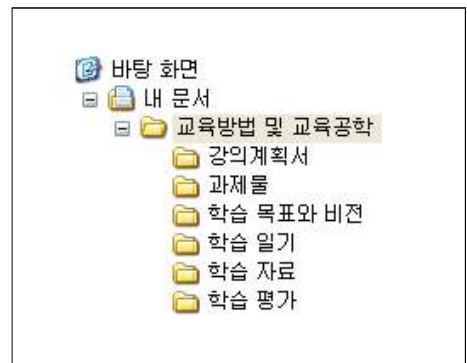 바탕 화면
내 문서
교육방법 및 교육공학
강의계획서
과제물
학습 목표와 비전
학습 일기
학습 자료
학습 평가